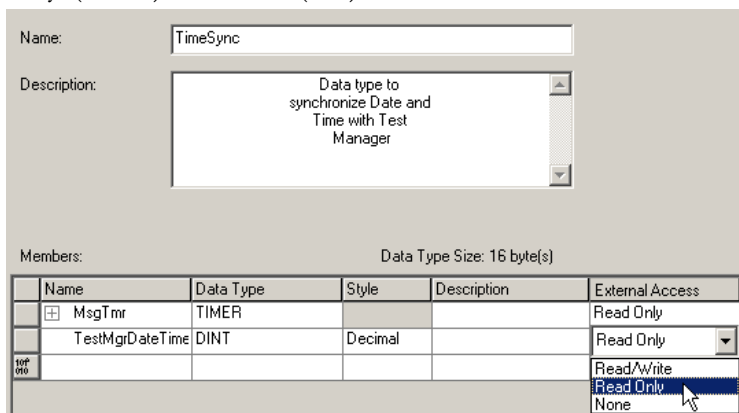 Name:
TimeSync
Description:
Data type to
synchronize Date and
Time with Test
Manager
Members:
Data Type Size: 16 byte(s)
Name Data Type Style Description External Access
MsgTmr TIMER Read Only
TestMgrDateTime DINT Decimal Read Only
Read/Write
Read Only
None